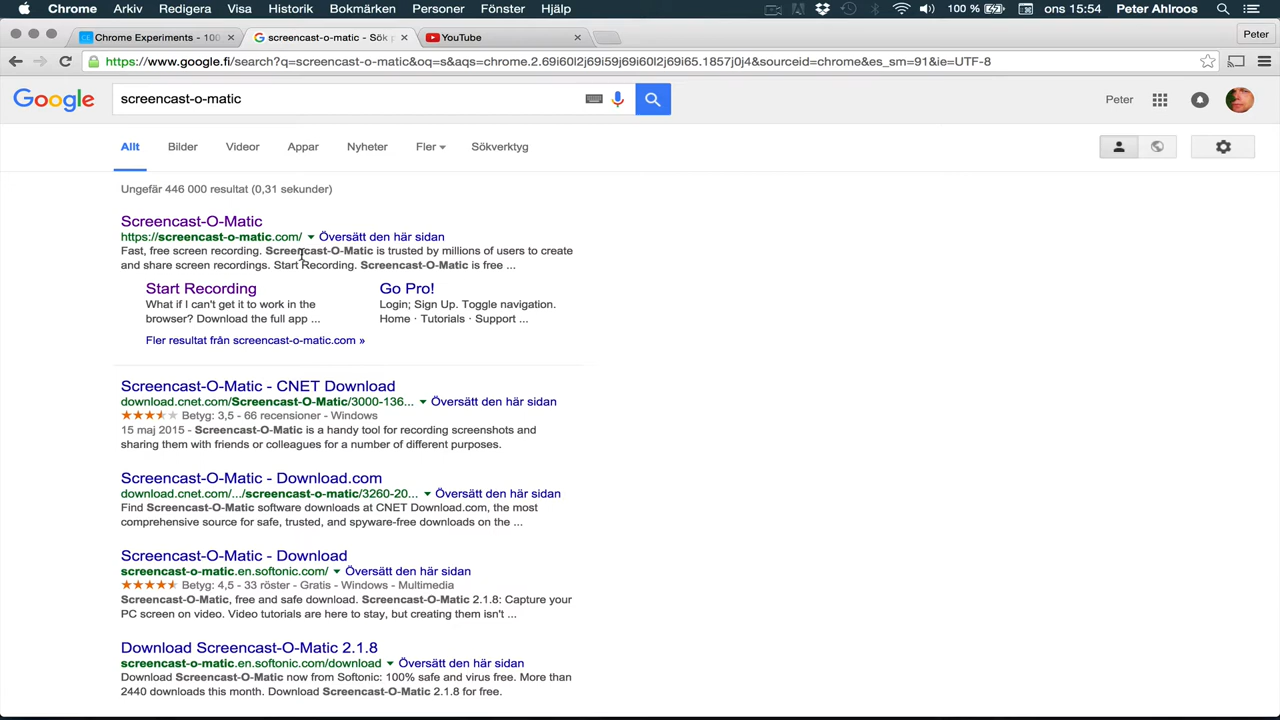 Chrome Arkiv Redigera Visa Historik Bokmärken Personer Fönster Hjälp 100 % ons 15:54 Peter Ahlroos
Chrome Experiments - 100 screencast-o-matic - Sök p YouTube Peter
https://www.google.fi/search?q=screencast-o-matic&oq=s&aqs=chrome.2.69i60l2j69i59j69i60l2j69i65.1857j0j4&sourceid=chrome&es_sm=91&ie=UTF-8
Google screencast-o-matic Peter
Allt Bilder Videor Appar Nyheter Fler Sökverktyg
Ungefär 446 000 resultat (0,31 sekunder)
Screencast-O-Matic
https://screencast-o-matic.com/ Översätt den här sidan
Fast, free screen recording. Screencast-O-Matic is trusted by millions of users to create
and share screen recordings. Start Recording. Screencast-O-Matic is free ...
Start Recording Go Pro!
What if I can't get it to work in the Login; Sign Up. Toggle navigation.
browser? Download the full app ... Home · Tutorials · Support ...
Fler resultat från screencast-o-matic.com »
Screencast-O-Matic - CNET Download
download.cnet.com/Screencast-O-Matic/3000-136... Översätt den här sidan
Betyg: 3,5 - 66 recensioner - Windows
15 maj 2015 - Screencast-O-Matic is a handy tool for recording screenshots and
sharing them with friends or colleagues for a number of different purposes.
Screencast-O-Matic - Download.com
download.cnet.com/.../screencast-o-matic/3260-20... Översätt den här sidan
Find Screencast-O-Matic software downloads at CNET Download.com, the most
comprehensive source for safe, trusted, and spyware-free downloads on the ...
Screencast-O-Matic - Download
screencast-o-matic.en.softonic.com/ Översätt den här sidan
Betyg: 4,5 - 33 röster - Gratis - Windows - Multimedia
Screencast-O-Matic, free and safe download. Screencast-O-Matic 2.1.8: Capture your
PC screen on video. Video tutorials are here to stay, but creating them isn't ...
Download Screencast-O-Matic 2.1.8
screencast-o-matic.en.softonic.com/download Översätt den här sidan
Download Screencast-O-Matic now from Softonic: 100% safe and virus free. More than
2440 downloads this month. Download Screencast-O-Matic 2.1.8 for free.